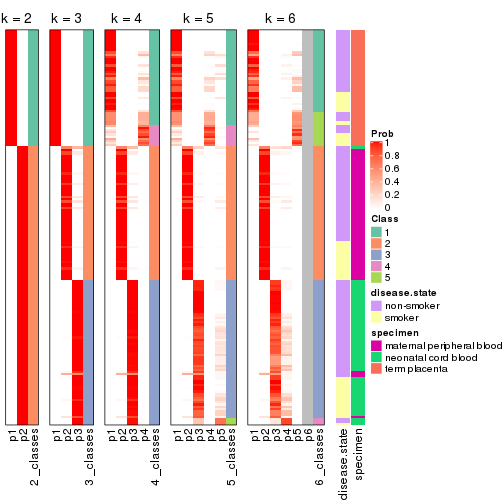 k = 2
k = 3
k = 4
k = 5
k = 6
Prob
1
0.8
0.6
0.4
0.2
0
Class
1
2
3
4
5
disease.state
non-smoker
smoker
specimen
maternal peripheral blood
neonatal cord blood
term placenta
p1
p2
2_classes
p1
p2
p3
3_classes
p1
p2
p3
p4
4_classes
p1
p2
p3
p4
p5
5_classes
p1
p2
p3
p4
p5
p6
6_classes
disease.state
specimen